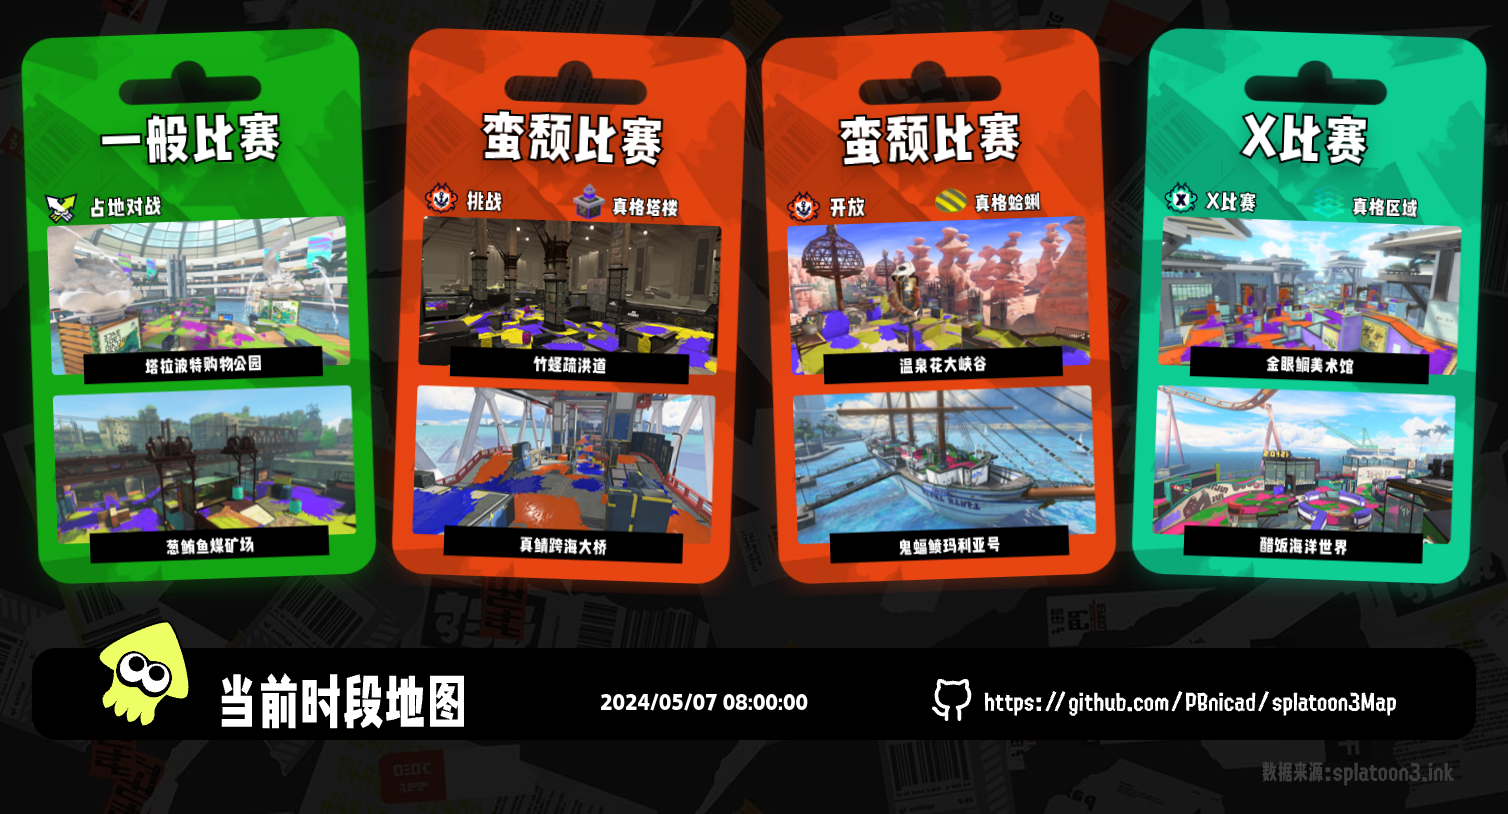 一般比赛
占地对战
塔拉波特购物公园
葱鲔鱼煤矿场
蛮颓比赛
挑战
真格塔楼
竹蛏疏洪道
真鲭跨海大桥
蛮颓比赛
开放
真格蛤蜊
温泉花大峡谷
鬼蝠鲼玛利亚号
X比赛
X比赛
真格区域
金眼鲷美术馆
醋饭海洋世界
当前时段地图
2024/05/07 08:00:00
https://github.com/PBnicad/splatoon3Map
数据来源:splatoon3.ink